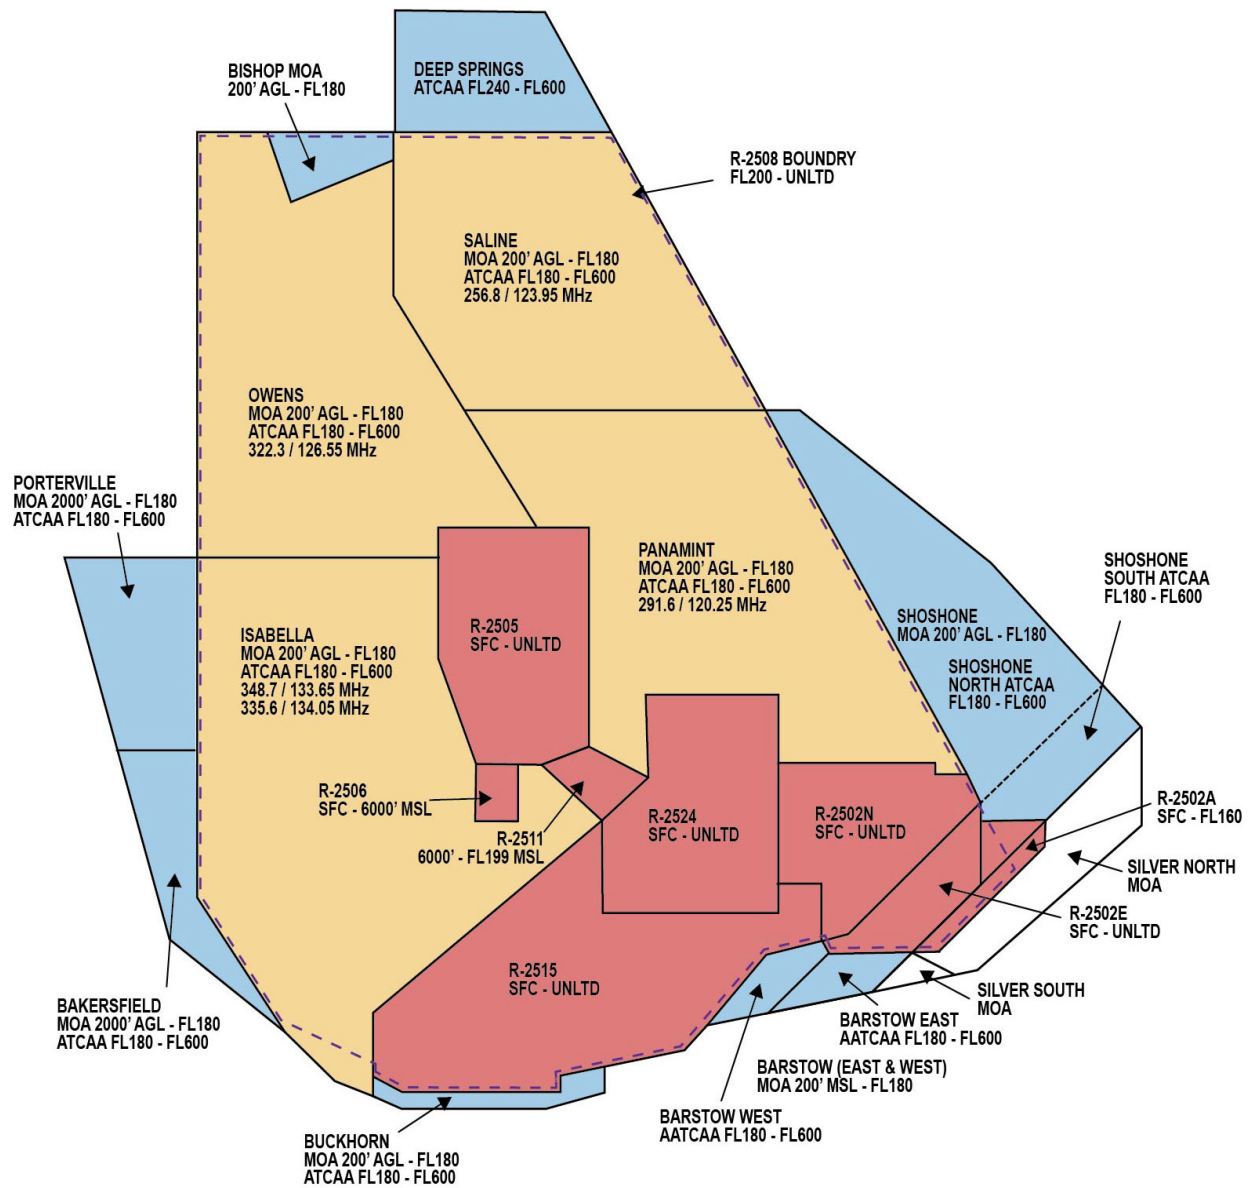 DEEP SPRINGS
ATCAA FL240 - FL600
BISHOP MOA
200' AGL - FL180
R-2508 BOUNDRY
FL200 - UNLTD
SALINE
MOA 200' AGL - FL180
ATCAA FL180 - FL600
256.8 / 123.95 MHz
OWENS
MOA 200' AGL - FL180
ATCAA FL180 - FL600
322.3 / 126.55 MHz
PORTERVILLE
MOA 2000' AGL - FL180
ATCAA FL180 - FL600
PANAMINT
MOA 200' AGL - FL180
ATCAA FL180 - FL600
291.6 / 120.25 MHz
SHOSHONE
SOUTH ATCAA
FL180 - FL600
SHOSHONE
MOA 200' AGL - FL180
SHOSHONE
NORTH ATCAA
FL180 - FL600
ISABELLA
MOA 200' AGL - FL180
ATCAA FL180 - FL600
348.7 / 133.65 MHz
335.6 / 134.05 MHz
R-2505
SFC - UNLTD
R-2506
SFC - 6000' MSL
R-2511
6000' - FL199 MSL
R-2524
SFC - UNLTD
R-2502N
SFC - UNLTD
R-2502A
SFC - FL160
SILVER NORTH
MOA
R-2502E
SFC - UNLTD
R-2515
SFC - UNLTD
SILVER SOUTH
MOA
BAKERSFIELD
MOA 2000' AGL - FL180
ATCAA FL180 - FL600
BARSTOW EAST
AATCAA FL180 - FL600
BARSTOW (EAST & WEST)
MOA 200' MSL - FL180
BARSTOW WEST
AATCAA FL180 - FL600
BUCKHORN
MOA 200' AGL - FL180
ATCAA FL180 - FL600